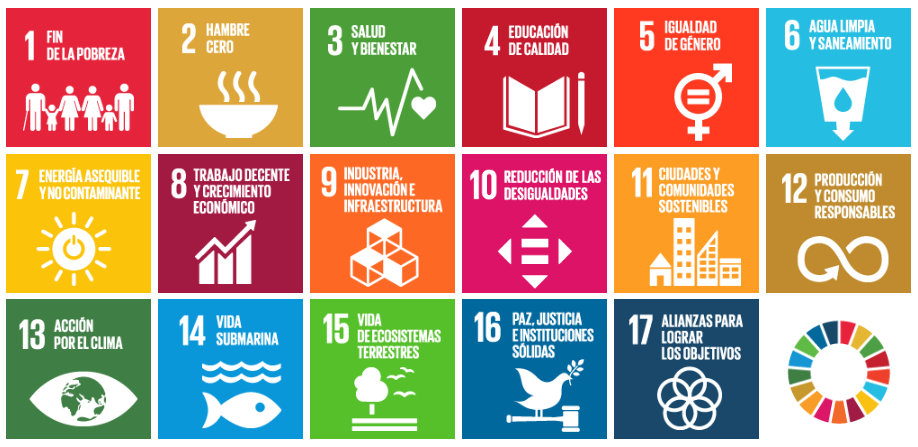 1 FIN
DE LA POBREZA
2 HAMBRE
CERO
3 SALUD
Y BIENESTAR
4 EDUCACIÓN
DE CALIDAD
5 IGUALDAD
DE GÉNERO
6 AGUA LIMPIA
Y SANEAMIENTO
7 ENERGÍA ASEQUIBLE
Y NO CONTAMINANTE
8 TRABAJO DECENTE
Y CRECIMIENTO
ECONÓMICO
9 INDUSTRIA,
INNOVACIÓN E
INFRAESTRUCTURA
10 REDUCCIÓN DE LAS
DESIGUALDADES
11 CIUDADES Y
COMUNIDADES
SOSTENIBLES
12 PRODUCCIÓN
Y CONSUMO
RESPONSABLES
13 ACCIÓN
POR EL CLIMA
14 VIDA
SUBMARINA
15 VIDA
DE ECOSISTEMAS
TERRESTRES
16 PAZ, JUSTICIA
E INSTITUCIONES
SÓLIDAS
17 ALIANZAS PARA
LOGRAR
LOS OBJETIVOS